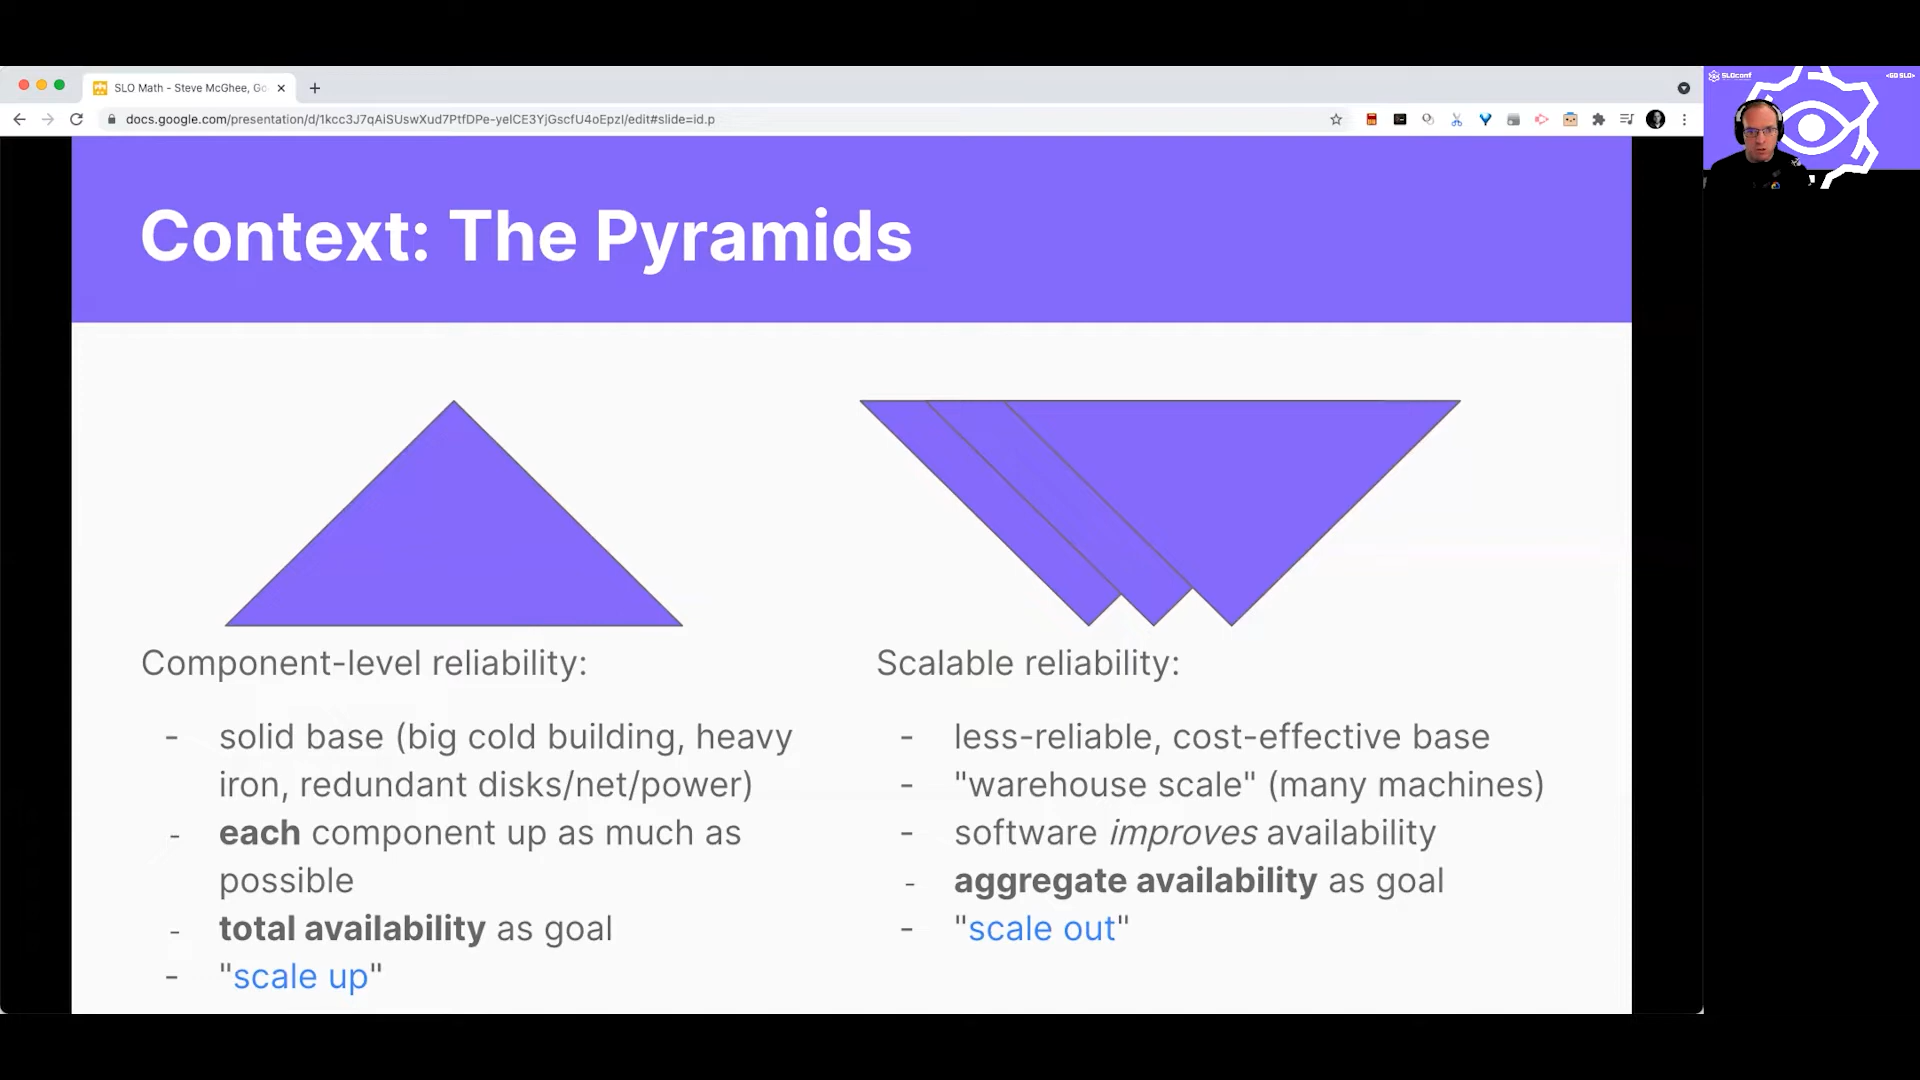 SLO Math - Steve McGhee, Go
docs.google.com/presentation/d/1kcc3J7qAiSUswXud7PtfDPe-yelCE3YjGscfU4oEpzI/edit#slide=id.p
SLOconf
<GO SLO>
Context: The Pyramids
Component-level reliability:
- solid base (big cold building, heavy
iron, redundant disks/net/power)
- each component up as much as
possible
- total availability as goal
- "scale up"
Scalable reliability:
- less-reliable, cost-effective base
- "warehouse scale" (many machines)
- software improves availability
- aggregate availability as goal
- "scale out"